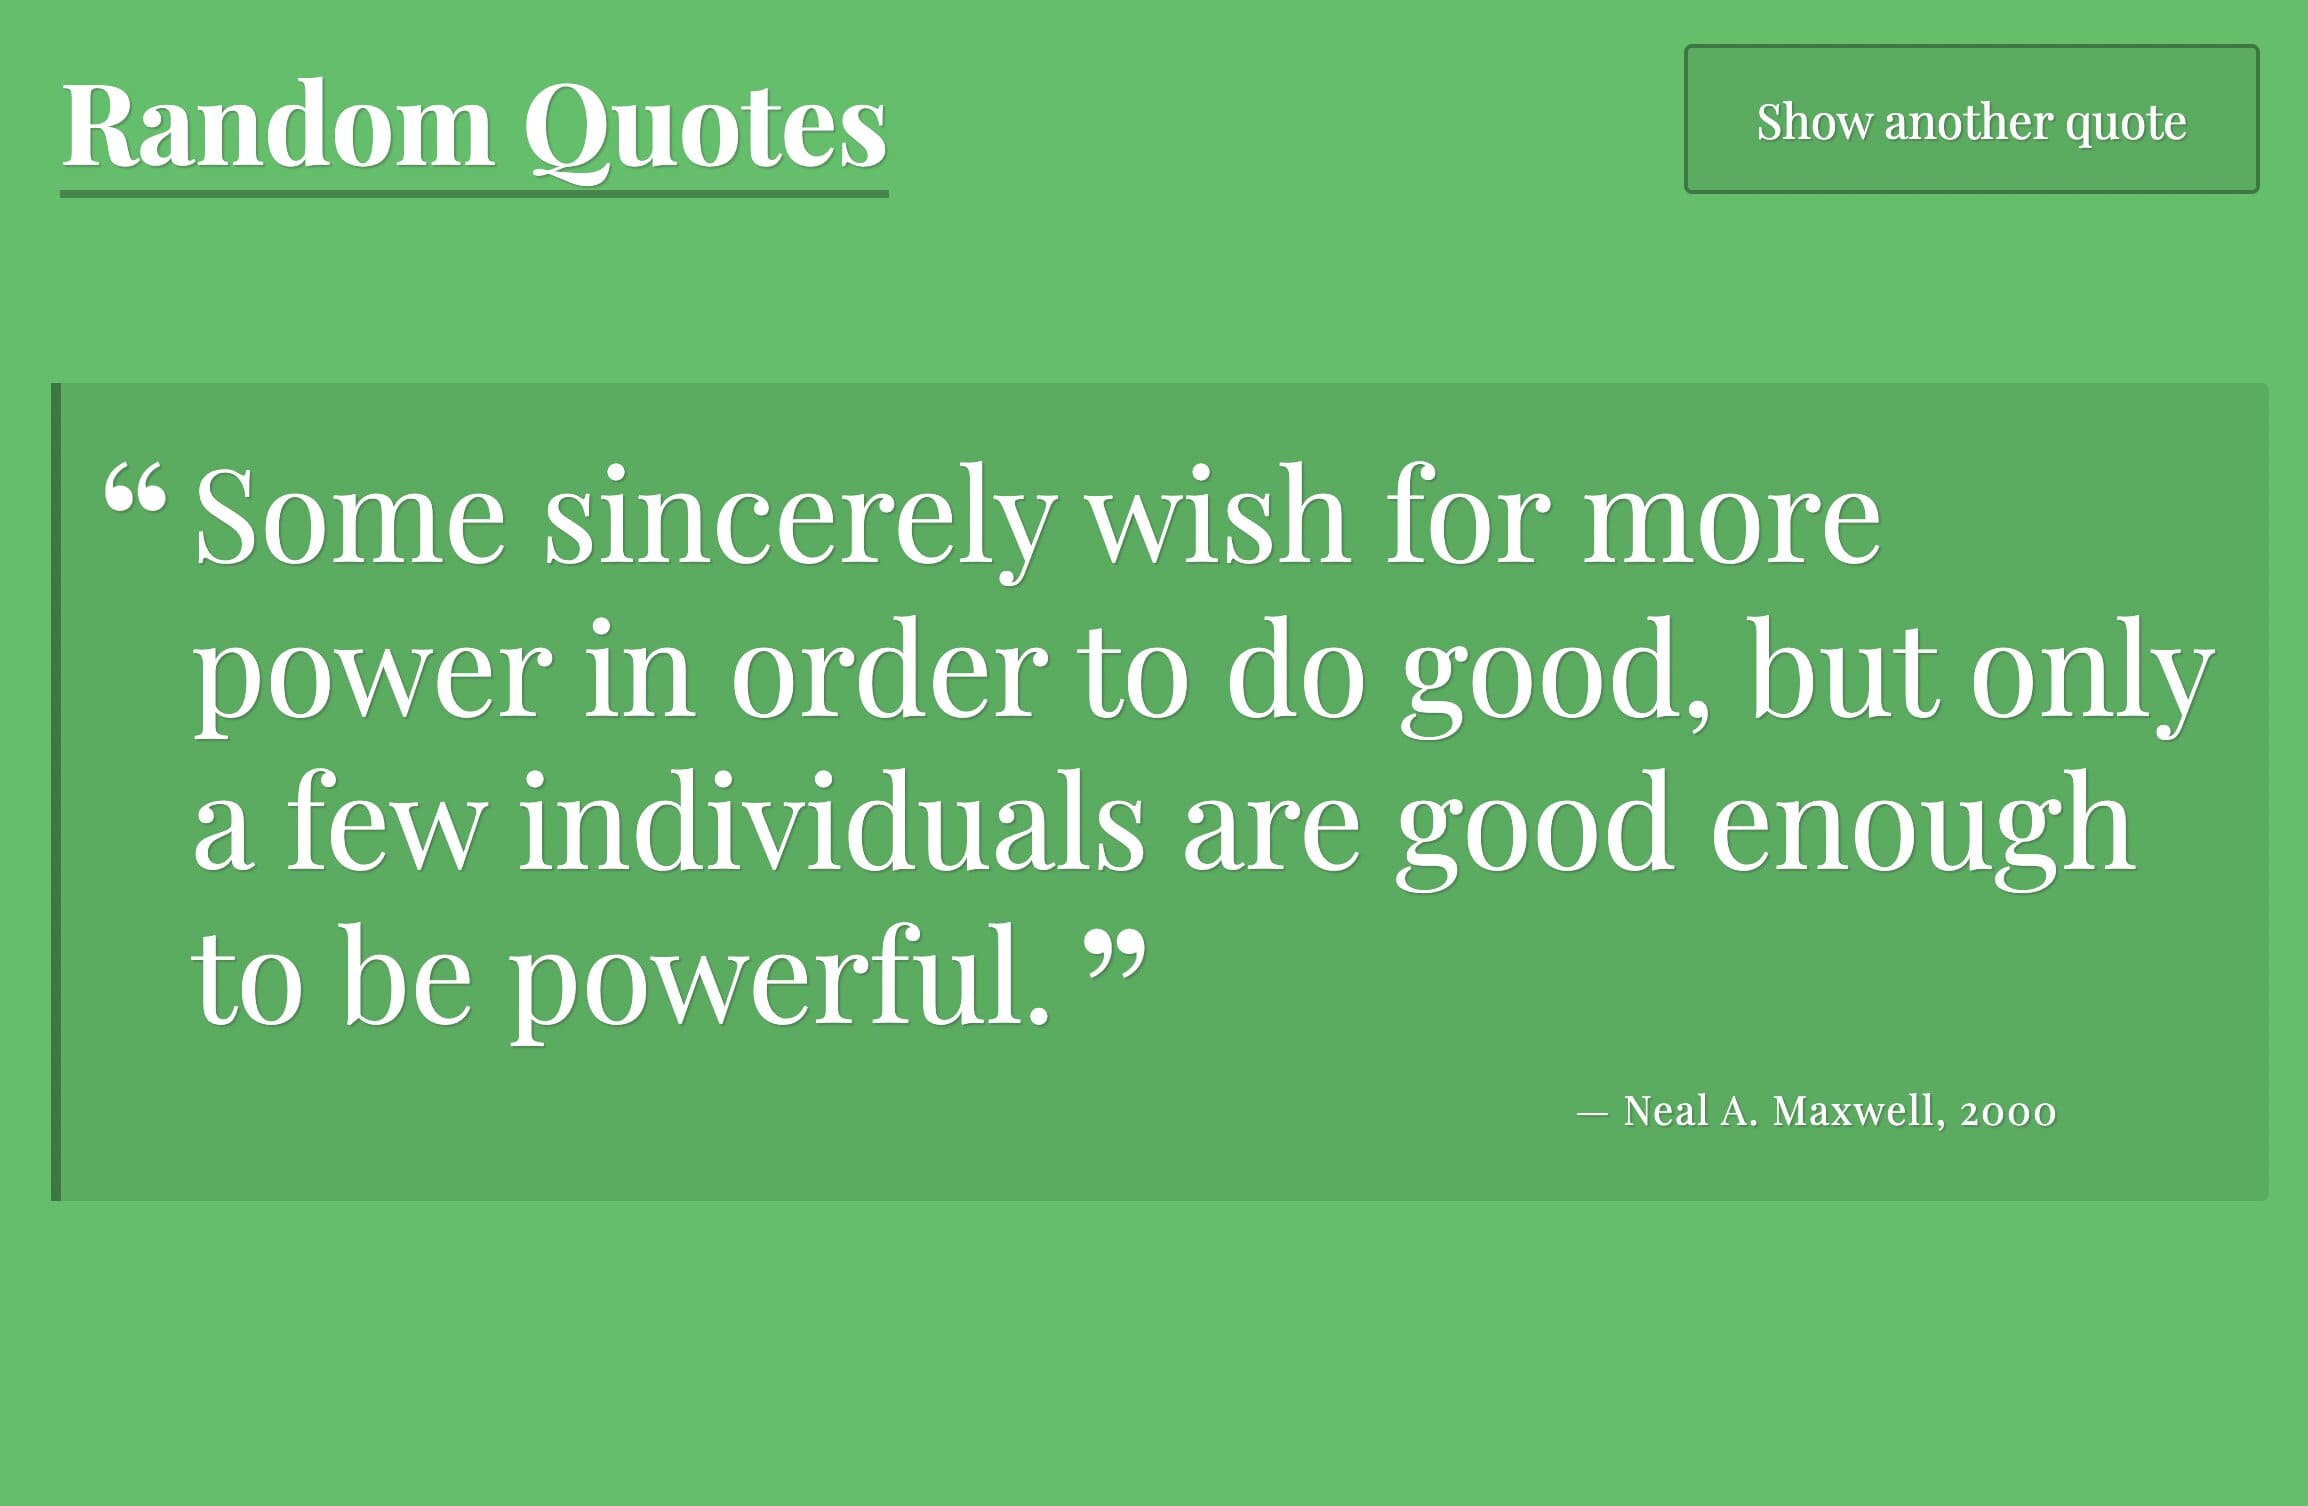 Random Quotes
Show another quote
“Some sincerely wish for more
power in order to do good, but only
a few individuals are good enough
to be powerful.”
— Neal A. Maxwell, 2000